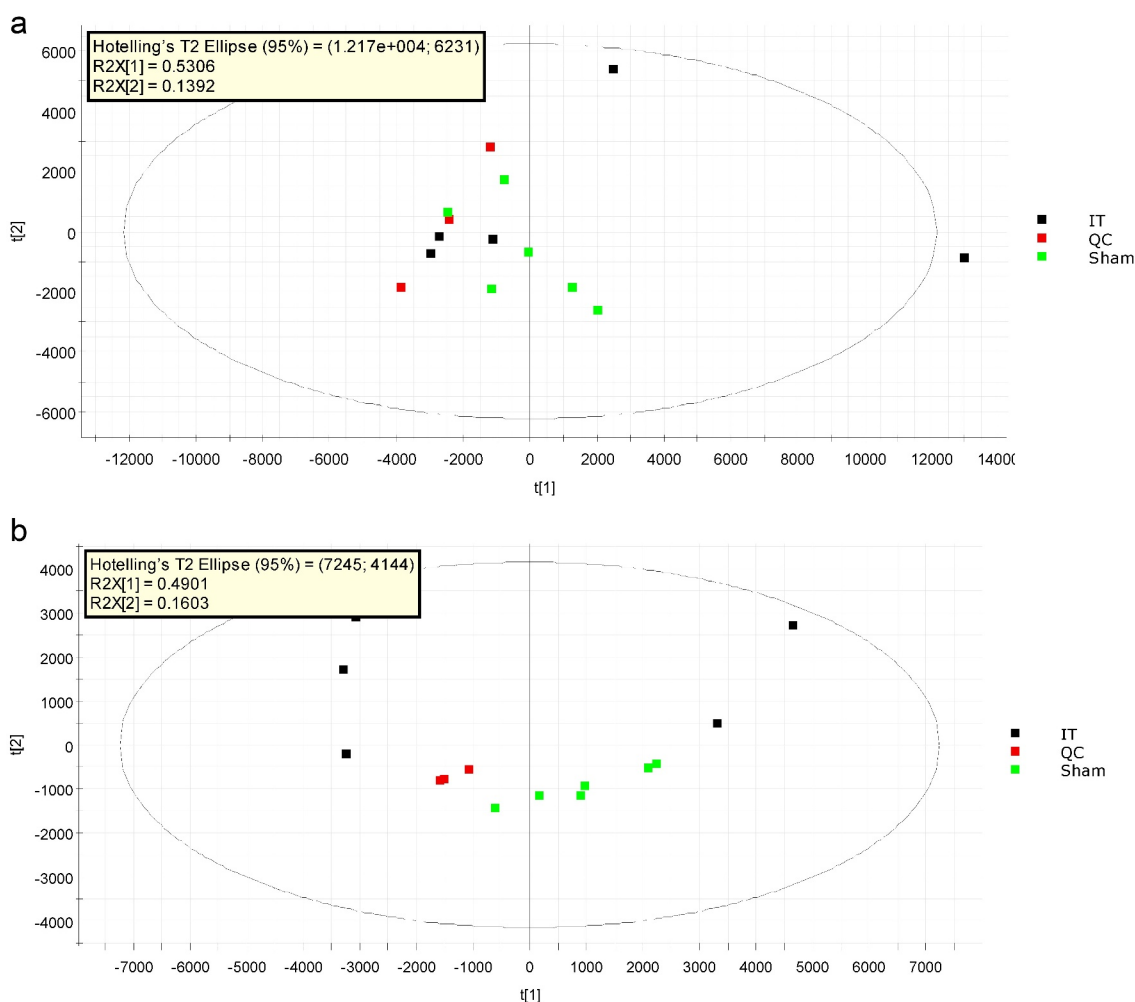 a
Hotelling's T2 Ellipse (95%) = (1.217e+004; 6231)
R2X[1] = 0.5306
R2X[2] = 0.1392
6000
4000
2000
0
-2000
-4000
-6000
t[2]
-12000 -10000 -8000 -6000 -4000 -2000 0 2000 4000 6000 8000 10000 12000 14000
t[1]
IT
QC
Sham
b
Hotelling's T2 Ellipse (95%) = (7245; 4144)
R2X[1] = 0.4901
R2X[2] = 0.1603
4000
3000
2000
1000
0
-1000
-2000
-3000
-4000
t[2]
-7000 -6000 -5000 -4000 -3000 -2000 -1000 0 1000 2000 3000 4000 5000 6000 7000
t[1]
IT
QC
Sham